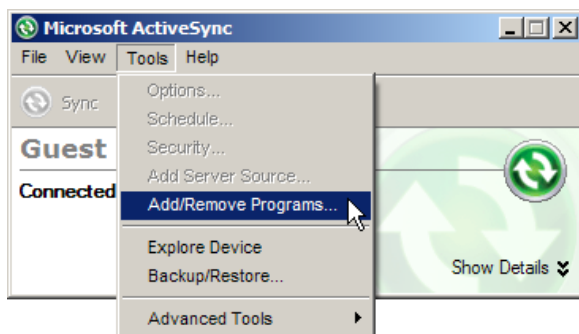 Microsoft ActiveSync
File View Tools Help
Sync
Options...
Schedule...
Security...
Add Server Source...
Add/Remove Programs...
Explore Device
Backup/Restore...
Advanced Tools
Guest
Connected
Show Details